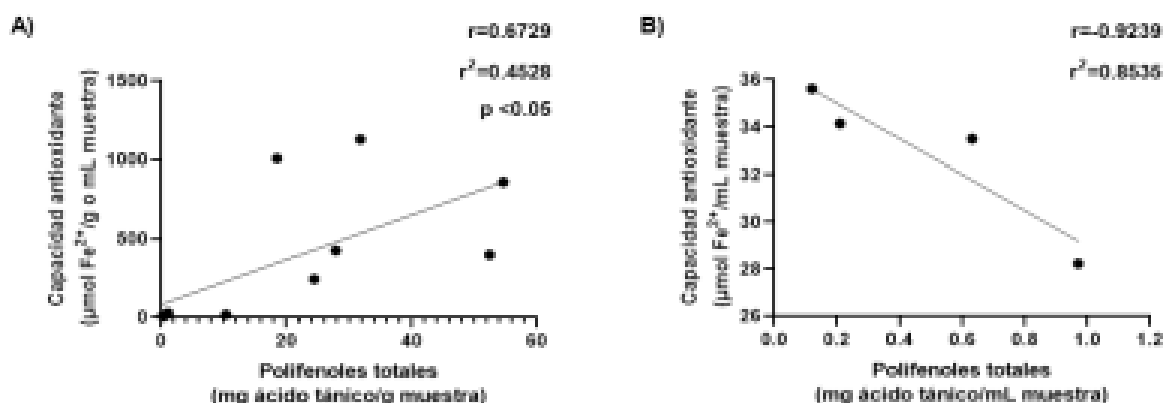 A)
r=0.6729
r²=0.4528
p <0.05
Capacidad antioxidante
(µmol Fe²⁺/g o mL muestra)
1500
1000
500
0
0
20
40
60
Polifenoles totales
(mg ácido tánico/g muestra)
B)
r=-0.9239
r²=0.8535
Capacidad antioxidante
(µmol Fe²⁺/mL muestra)
36
34
32
30
28
26
0.0
0.2
0.4
0.6
0.8
1.0
1.2
Polifenoles totales
(mg ácido tánico/mL muestra)